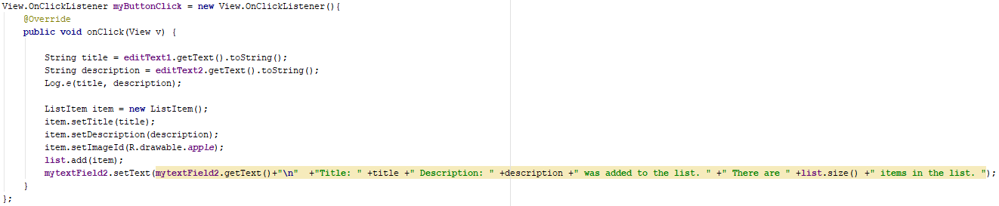 View.OnClickListener myButtonClick = new View.OnClickListener(){
@Override
public void onClick(View v) {
String title = editText1.getText().toString();
String description = editText2.getText().toString();
Log.e(title, description);
ListItem item = new ListItem();
item.setTitle(title);
item.setDescription(description);
item.setImageId(R.drawable.apple);
list.add(item);
mytextField2.setText(mytextField2.getText()+"\n"  +"Title: " +title +" Description: " +description +" was added to the list. " +" There are " +list.size() +" items in the list. ");
}
};